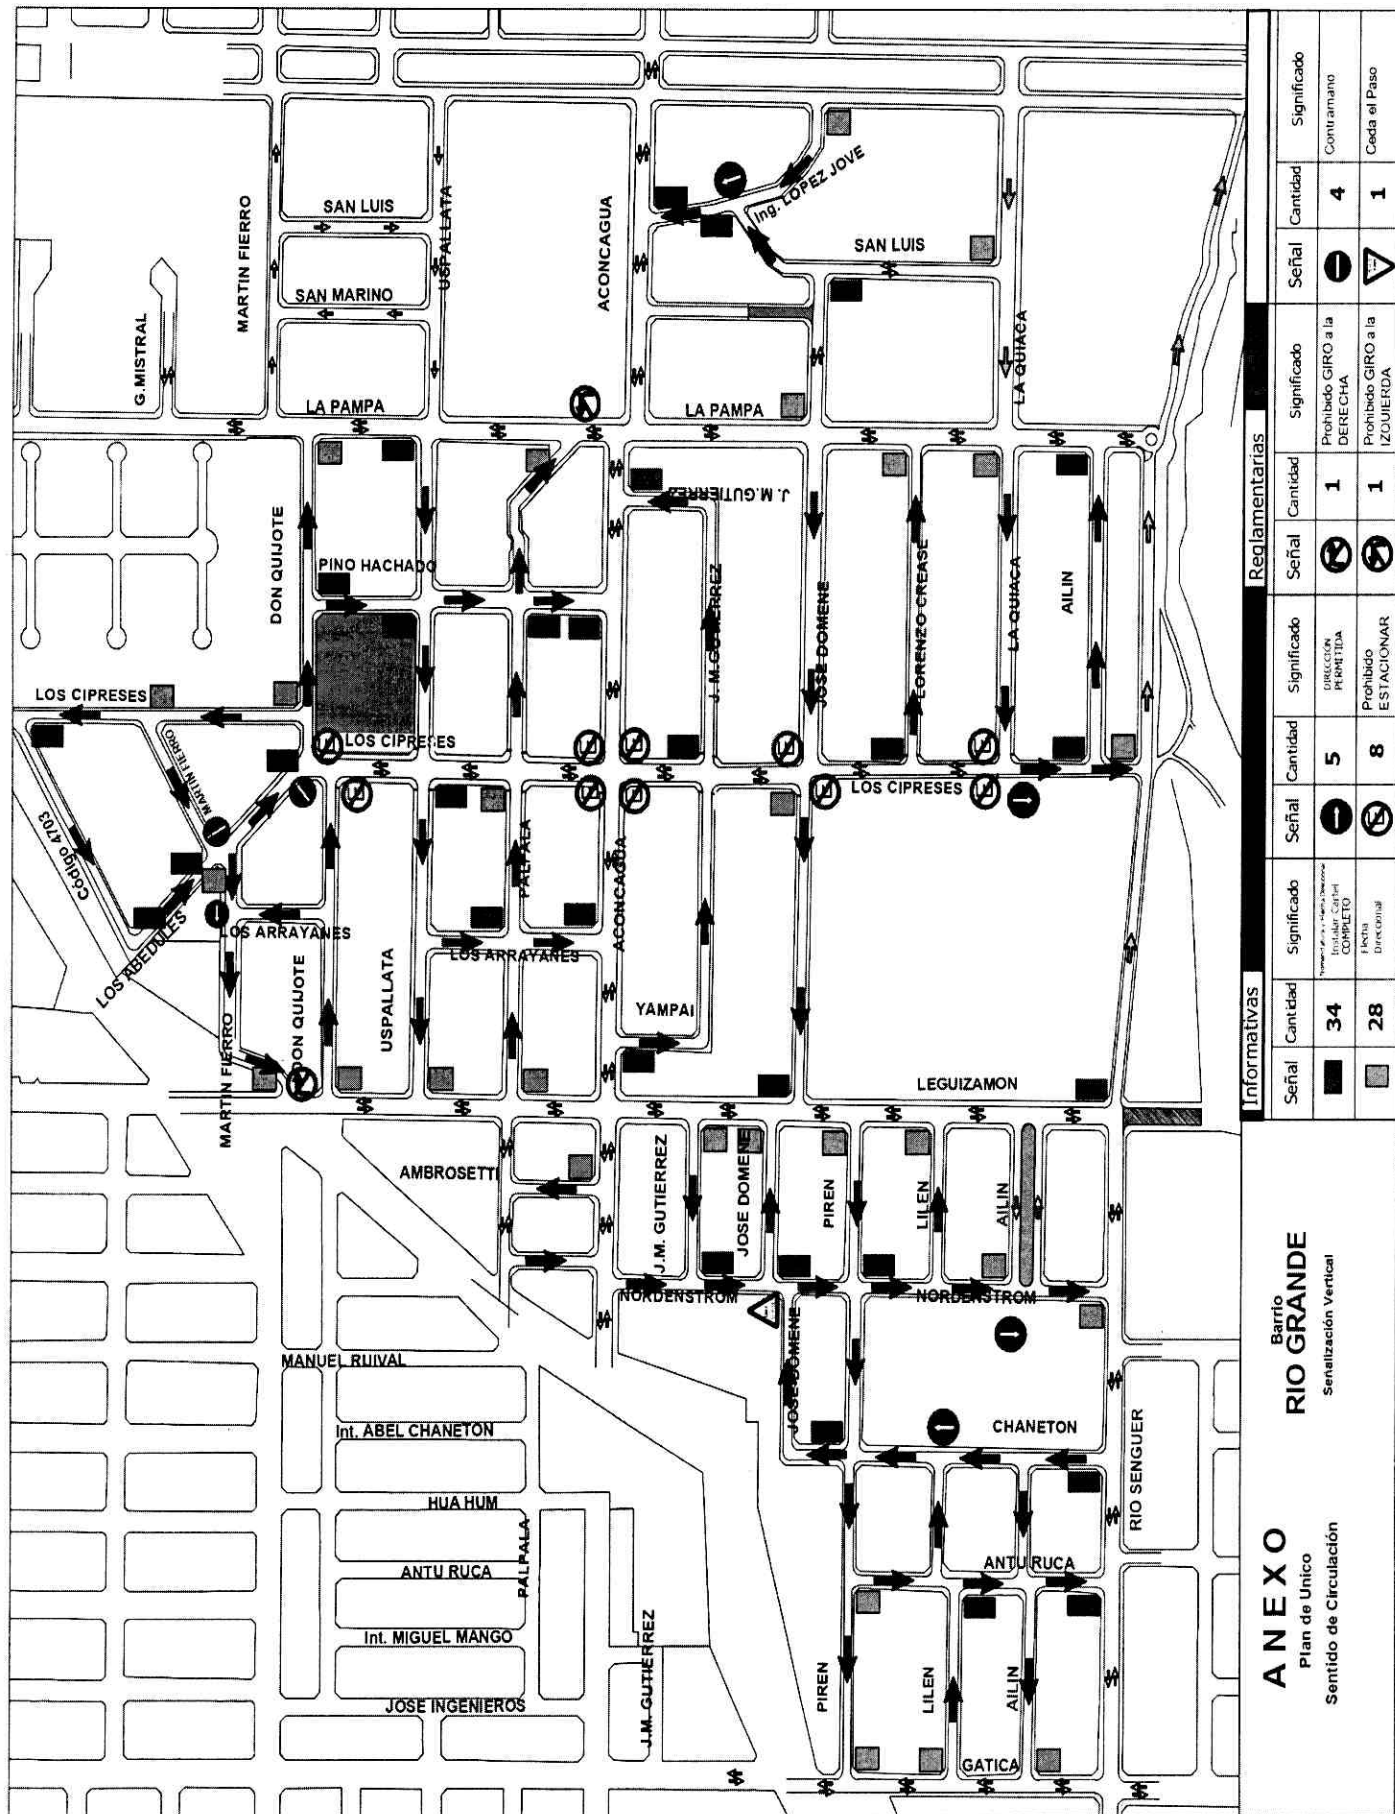 G.MISTRAL
MARTIN FIERRO
SAN LUIS
SAN MARINO
USPALLATA
ACONCAGUA
Ing. LOPEZ JOVE
SAN LUIS
LA QUIACA
LA PAMPA
LA PAMPA
DON QUIJOTE
PINO HACHADO
J. M.GUTIERREZ
JOSE DOMENE
LORENZO CREASE
LA QUIACA
AILIN
LOS CIPRESES
MARTIN FIERRO
LOS CIPRESES
LOS CIPRESES
Código 4703
LOS ABEDULES
LOS ARRAYANES
PALPALA
ACONCAGUA
LOS ARRAYANES
MARTIN FIERRO
DON QUIJOTE
USPALLATA
YAMPAI
LEGUIZAMON
AMBROSETTI
J.M. GUTIERREZ
JOSE DOMENE
PIREN
LILEN
AILIN
NORDENSTROM
NORDENSTROM
MANUEL RUIVAL
JOSE DOMENE
Int. ABEL CHANETON
CHANETON
HUA HUM
PALPALA
RIO SENGUER
ANTU RUCA
ANTU RUCA
Int. MIGUEL MANGO
J.M. GUTIERREZ
PIREN
LILEN
AILIN
JOSE INGENIEROS
GATICA
ANEXO
Plan de Unico
Sentido de Circulación
Barrio
RIO GRANDE
Señalización Vertical
Informativas
Reglamentarias
Señal Cantidad Significado Señal Cantidad Significado Señal Cantidad Significado Señal Cantidad Significado
34 Instalar Cartel COMPLETO 5 DIRECCIÓN PERMITIDA 1 Prohibido GIRO a la DERECHA 4 Contramano
28 Flecha Direccional 8 Prohibido ESTACIONAR 1 Prohibido GIRO a la IZQUIERDA 1 Ceda el Paso